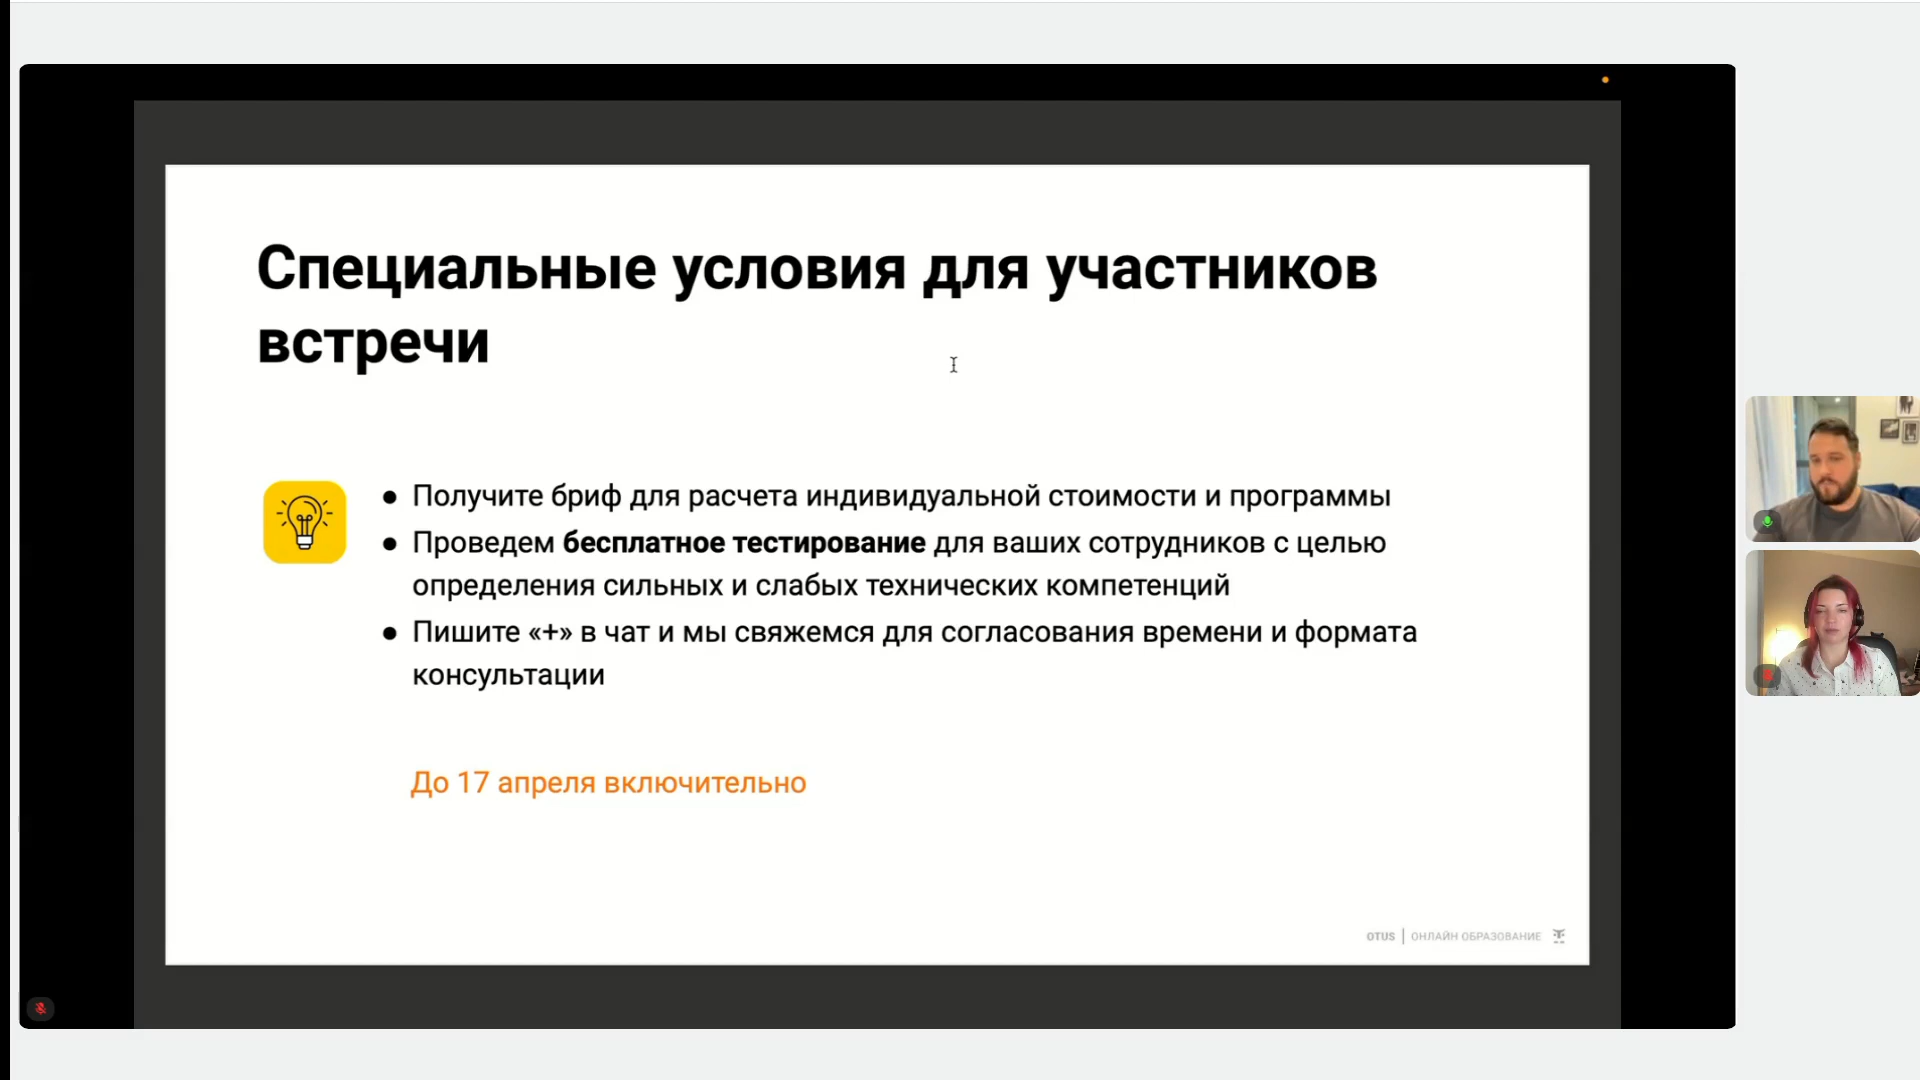 Специальные условия для участников
встречи
● Получите бриф для расчета индивидуальной стоимости и программы
● Проведем бесплатное тестирование для ваших сотрудников с целью
определения сильных и слабых технических компетенций
● Пишите «+» в чат и мы свяжемся для согласования времени и формата
консультации
До 17 апреля включительно
OTUS | ОНЛАЙН ОБРАЗОВАНИЕ